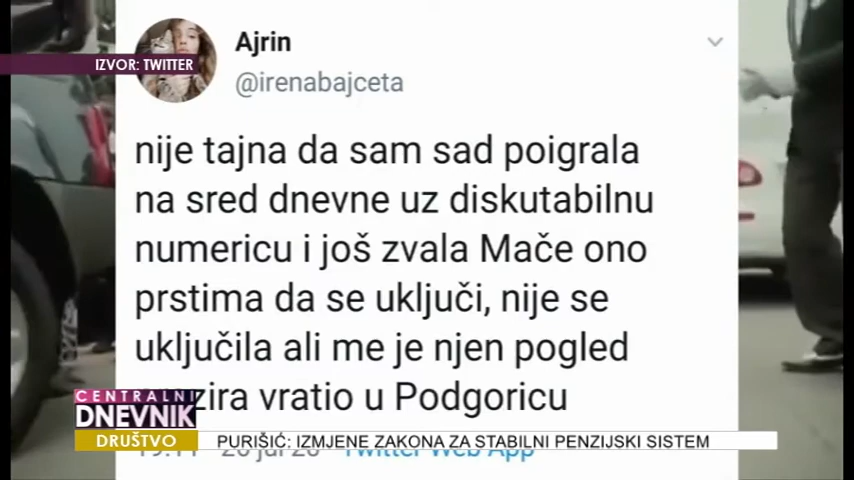 Ajrin
IZVOR: TWITTER
@irenabajceta
nije tajna da sam sad poigrala
na sred dnevne uz diskutabilnu
numericu i još zvala Mače ono
prstima da se uključi, nije se
uključila ali me je njen pogled
zira vratio u Podgoricu
CENTRALNI
DNEVNIK
DRUŠTVO
PURIŠIĆ: IZMJENE ZAKONA ZA STABILNI PENZIJSKI SISTEM
Twitter Web App